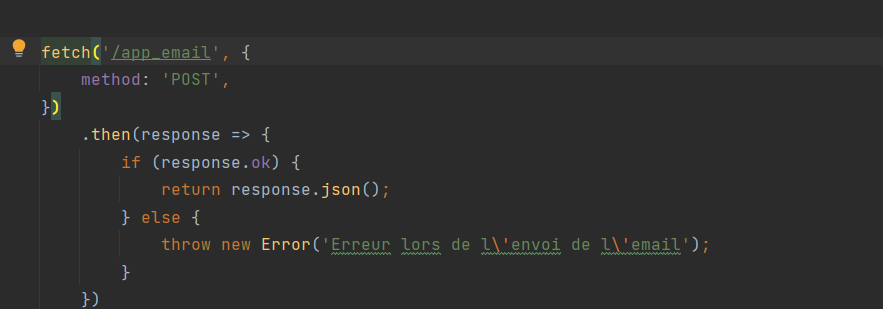 fetch('/app_email', {
    method: 'POST',
})
    .then(response => {
        if (response.ok) {
            return response.json();
        } else {
            throw new Error('Erreur lors de l\'envoi de l\'email');
        }
    })